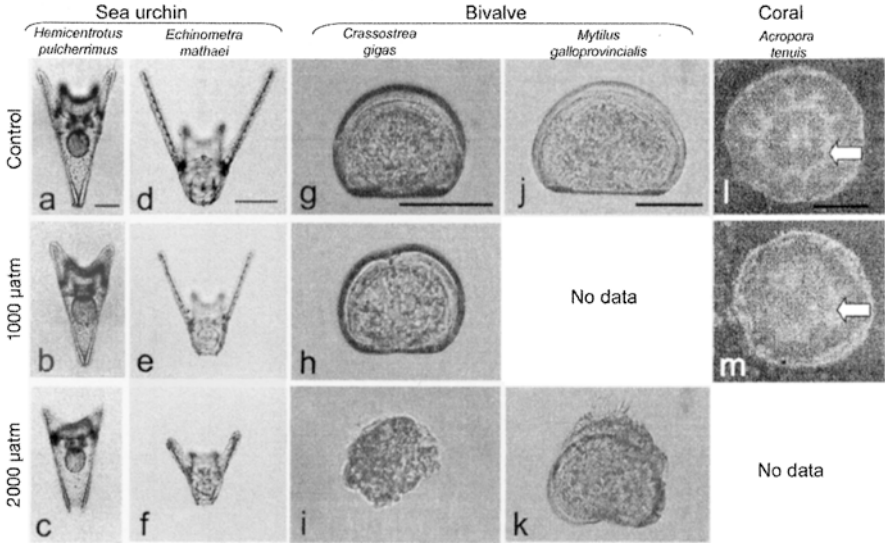 Sea urchin
Bivalve
Coral
Hemicentrotus
pulcherrimus
Echinometra
mathaei
Crassostrea
gigas
Mytilus
galloprovincialis
Acropora
tenuis
Control
a
d
g
j
l
1000 µatm
b
e
h
No data
m
2000 µatm
c
f
i
k
No data